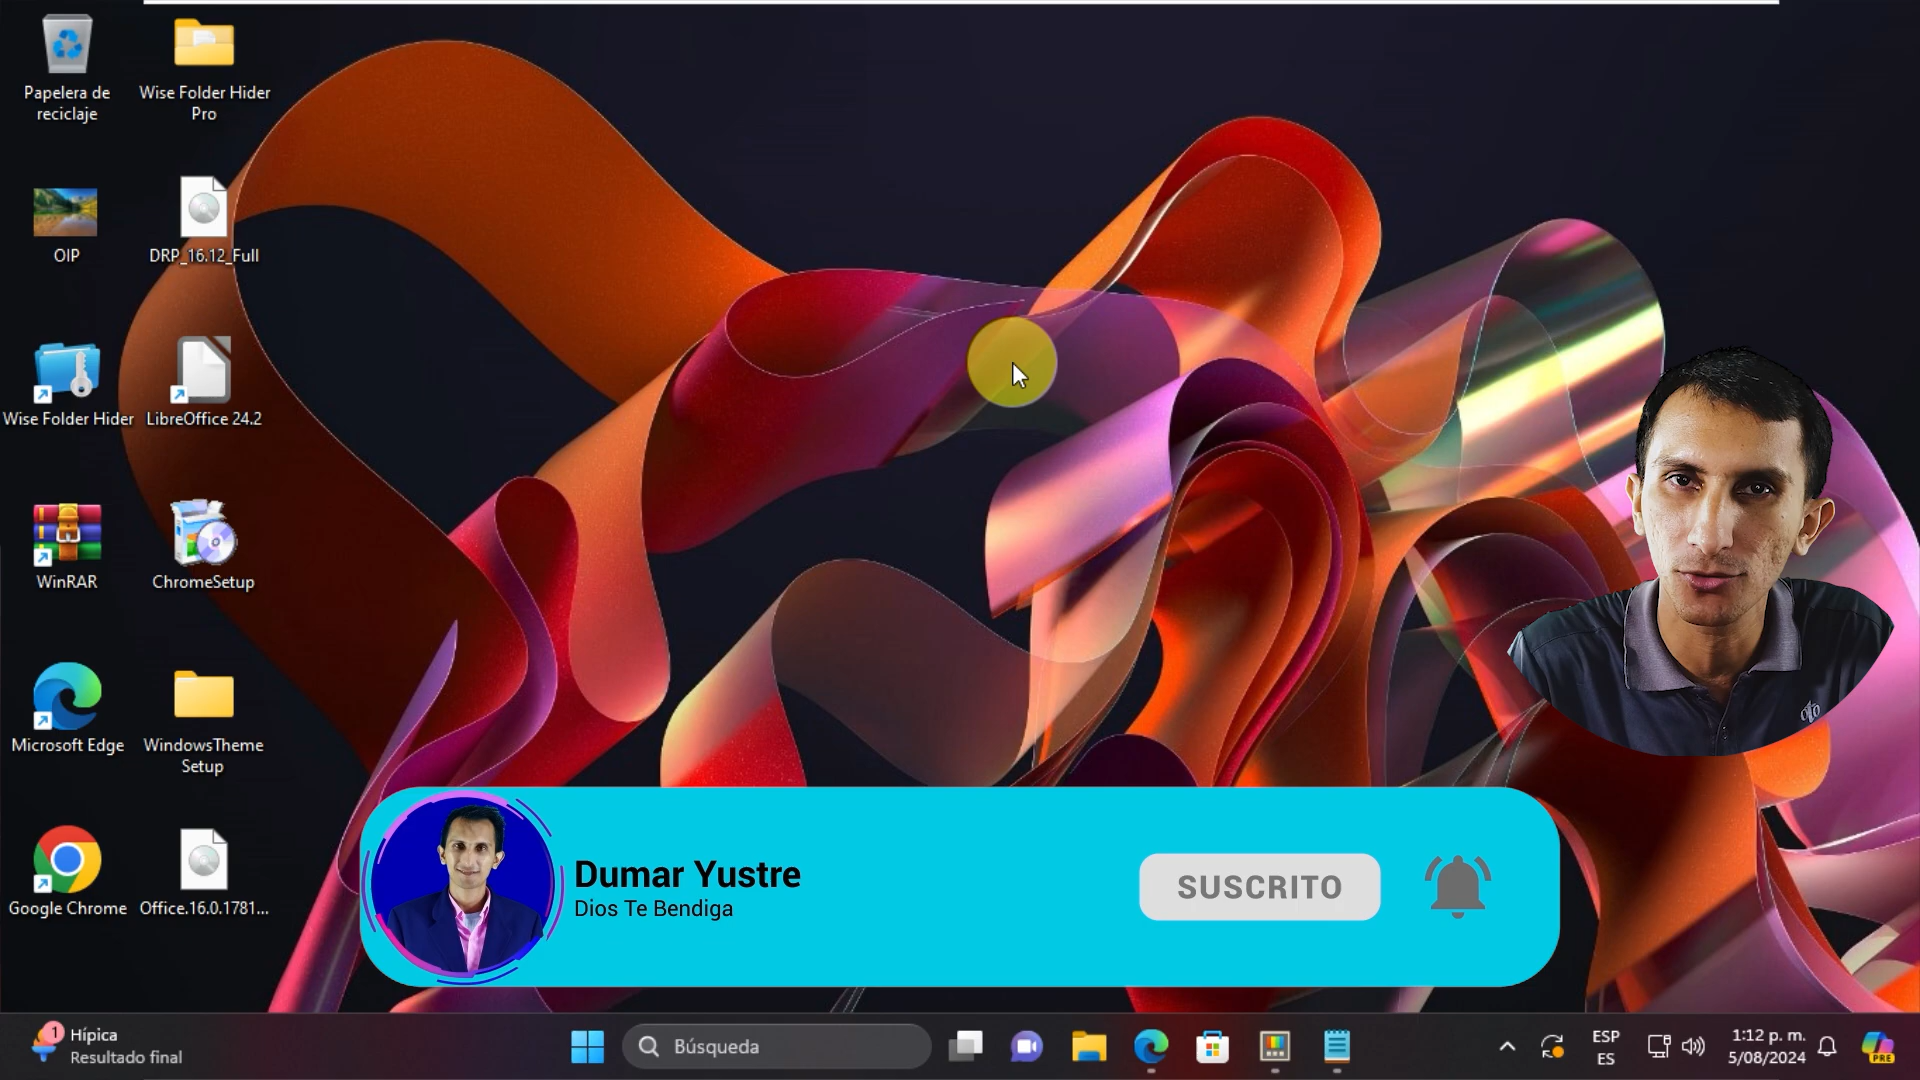 Papelera de
reciclaje
Wise Folder Hider
Pro
OIP
DRP_16.12_Full
Wise Folder Hider
LibreOffice 24.2
WinRAR
ChromeSetup
Microsoft Edge
WindowsTheme
Setup
Google Chrome
Office.16.0.1781...
Dumar Yustre
Dios Te Bendiga
SUSCRITO
1
Hípica
Resultado final
Búsqueda
ESP
ES
1:12 p. m.
5/08/2024
PRE